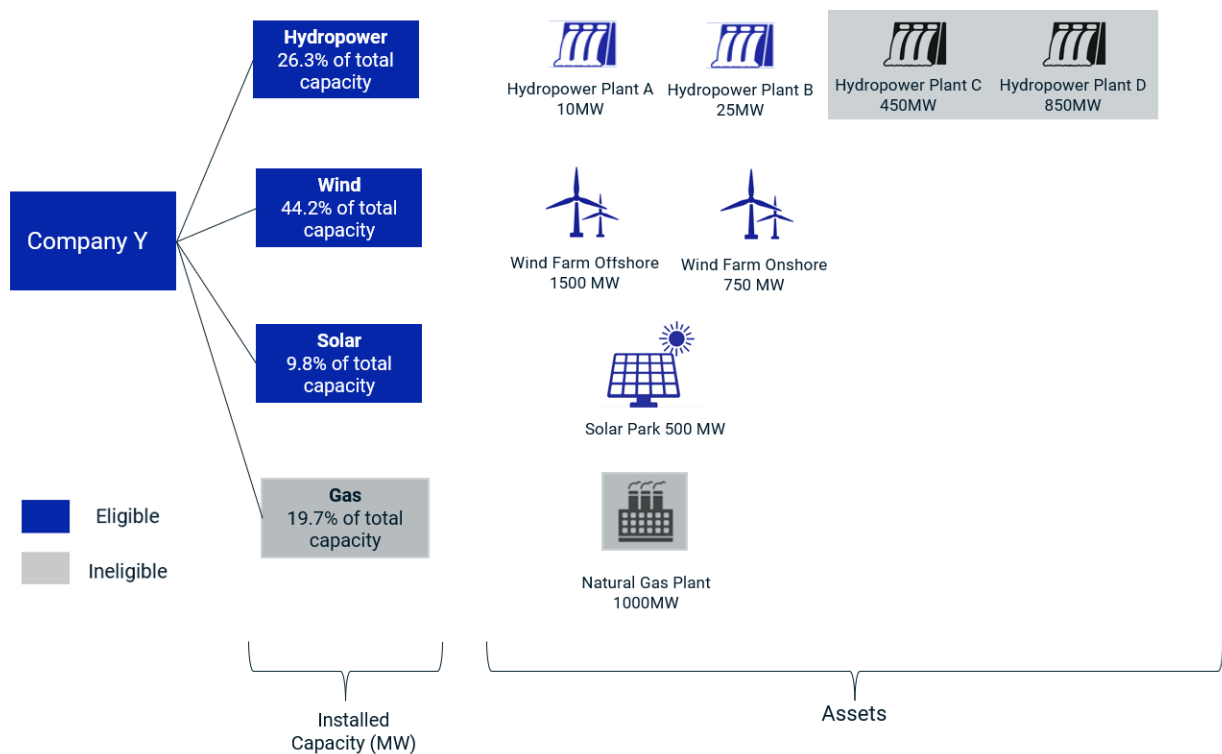 Hydropower
26.3% of total
capacity
Hydropower Plant A
10MW
Hydropower Plant B
25MW
Hydropower Plant C
450MW
Hydropower Plant D
850MW
Company Y
Wind
44.2% of total
capacity
Wind Farm Offshore
1500 MW
Wind Farm Onshore
750 MW
Solar
9.8% of total
capacity
Solar Park 500 MW
Gas
19.7% of total
capacity
Natural Gas Plant
1000MW
Eligible
Ineligible
Installed
Capacity (MW)
Assets